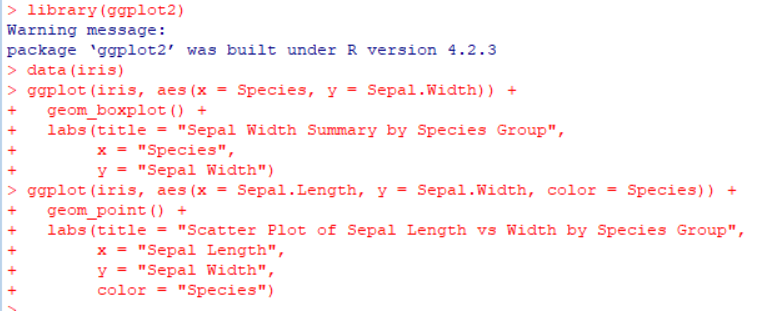 > library(ggplot2)
Warning message:
package ‘ggplot2’ was built under R version 4.2.3
> data(iris)
> ggplot(iris, aes(x = Species, y = Sepal.Width)) +
+   geom_boxplot() +
+   labs(title = "Sepal Width Summary by Species Group",
+        x = "Species",
+        y = "Sepal Width")
> ggplot(iris, aes(x = Sepal.Length, y = Sepal.Width, color = Species)) +
+   geom_point() +
+   labs(title = "Scatter Plot of Sepal Length vs Width by Species Group",
+        x = "Sepal Length",
+        y = "Sepal Width",
+        color = "Species")
>